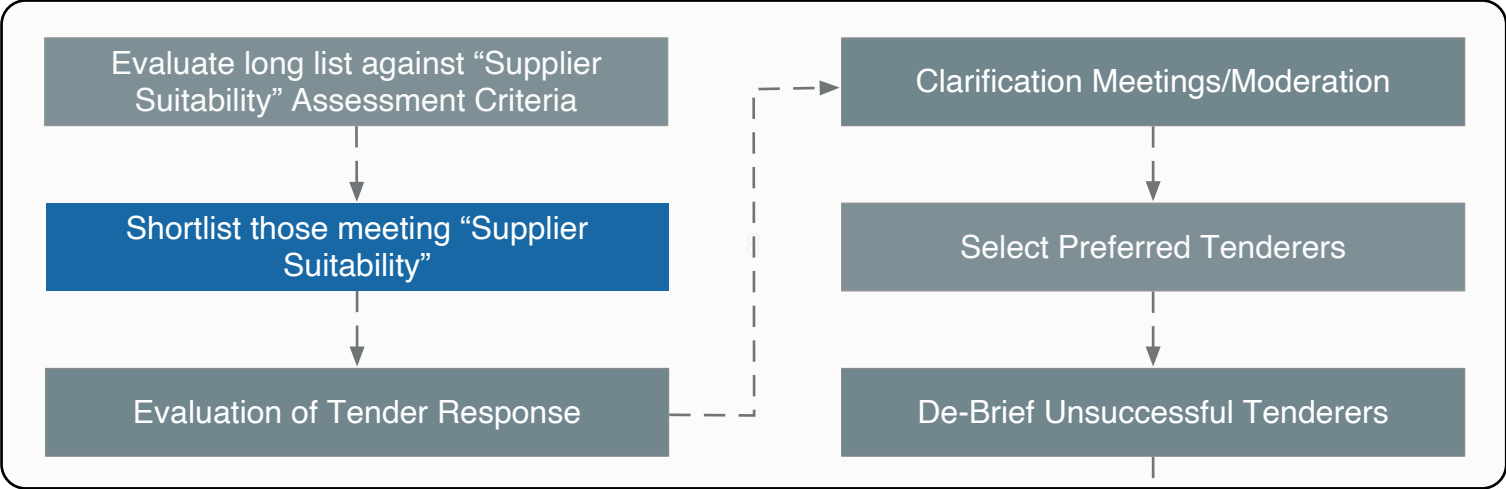 Evaluate long list against “Supplier
Suitability” Assessment Criteria
Shortlist those meeting “Supplier
Suitability”
Evaluation of Tender Response
Clarification Meetings/Moderation
Select Preferred Tenderers
De-Brief Unsuccessful Tenderers